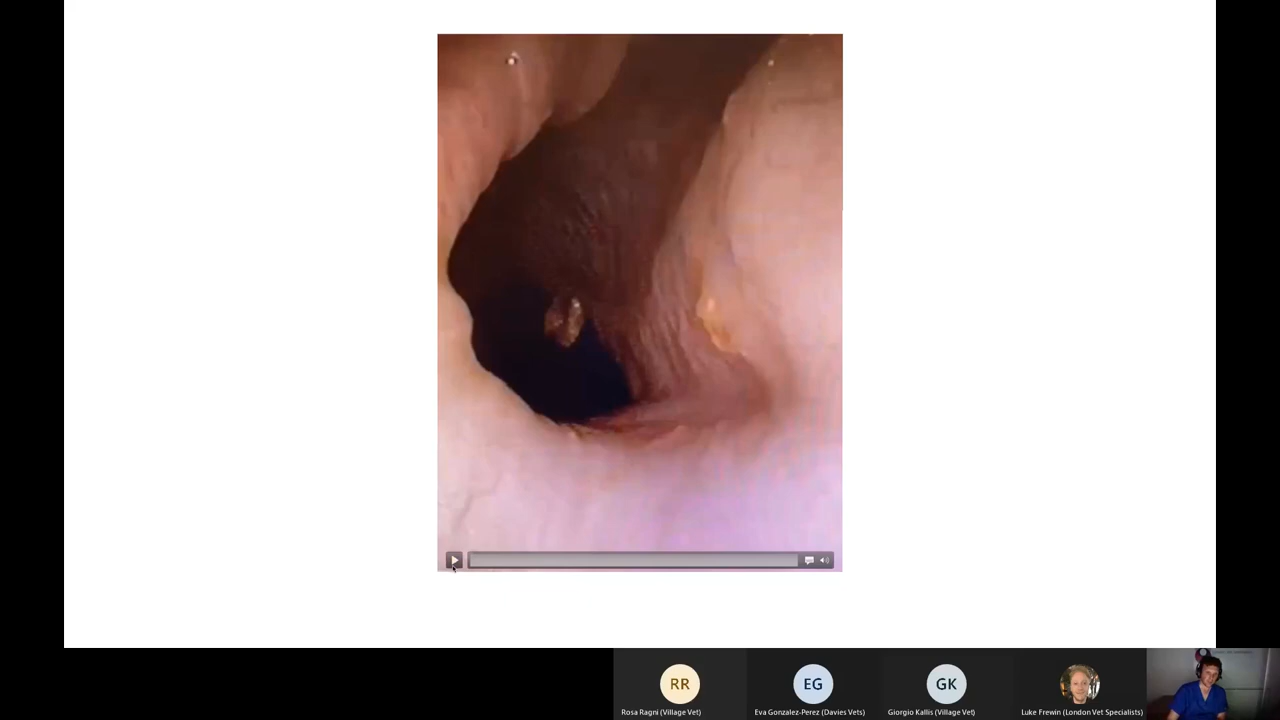 RR
EG
GK
Rosa Ragni (Village Vet)
Eva Gonzalez-Perez (Davies Vets)
Giorgio Kallis (Village Vet)
Luke Frewin (London Vet Specialists)